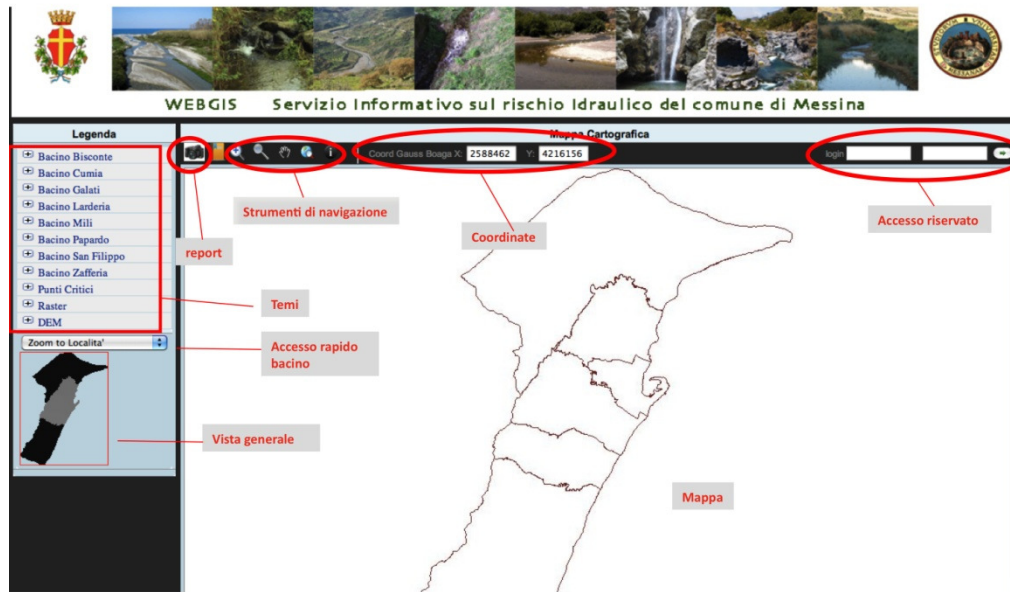 WEBGIS Servizio Informativo sul rischio Idraulico del comune di Messina
Legenda
Mappa Cartografica
Bacino Bisconte
Bacino Cumia
Bacino Galati
Bacino Larderia
Bacino Mili
Bacino Papardo
Bacino San Filippo
Bacino Zafferia
Punti Critici
Raster
DEM
Zoom to Localita'
Coord Gauss Boaga X: 2588462 Y: 4216156
login
Strumenti di navigazione
report
Coordinate
Accesso riservato
Temi
Accesso rapido
bacino
Vista generale
Mappa